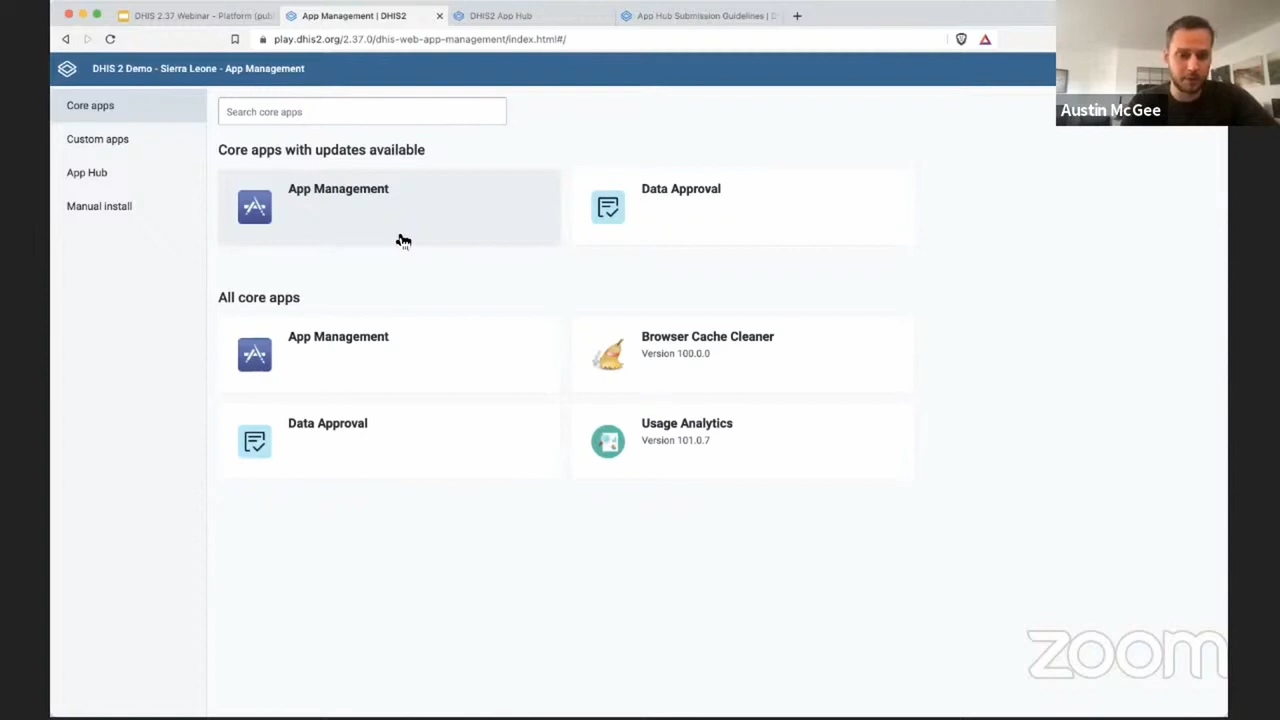 DHIS 2.37 Webinar - Platform (pub
App Management | DHIS2
DHIS2 App Hub
App Hub Submission Guidelines | D
play.dhis2.org/2.37.0/dhis-web-app-management/index.html#/
DHIS 2 Demo - Sierra Leone - App Management
Austin McGee
Core apps
Custom apps
App Hub
Manual install
Search core apps
Core apps with updates available
App Management
Data Approval
All core apps
App Management
Browser Cache Cleaner
Version 100.0.0
Data Approval
Usage Analytics
Version 101.0.7
zoom